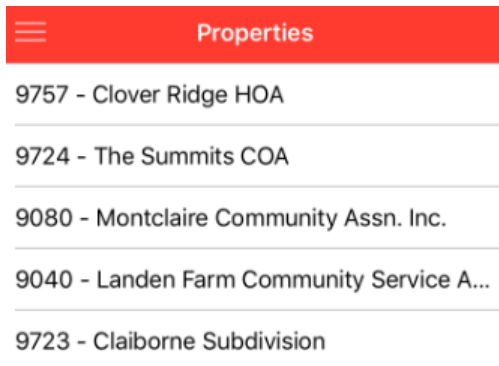 Properties
9757 - Clover Ridge HOA
9724 - The Summits COA
9080 - Montclaire Community Assn. Inc.
9040 - Landen Farm Community Service A...
9723 - Claiborne Subdivision